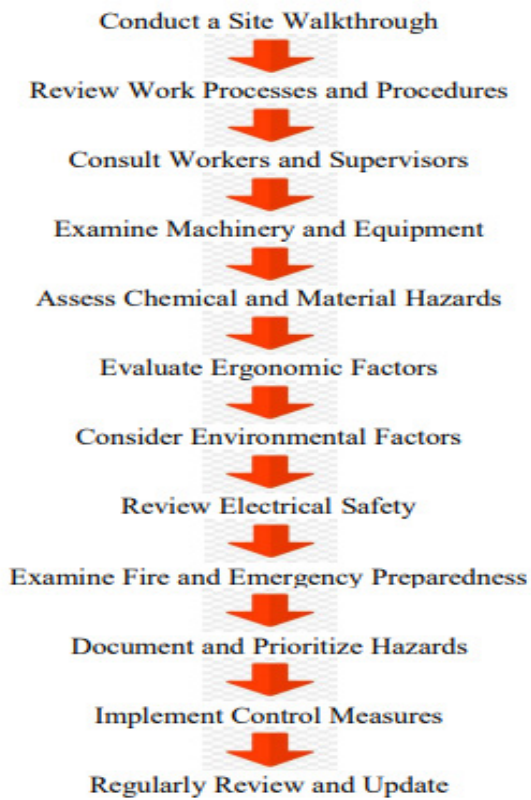 Conduct a Site Walkthrough
Review Work Processes and Procedures
Consult Workers and Supervisors
Examine Machinery and Equipment
Assess Chemical and Material Hazards
Evaluate Ergonomic Factors
Consider Environmental Factors
Review Electrical Safety
Examine Fire and Emergency Preparedness
Document and Prioritize Hazards
Implement Control Measures
Regularly Review and Update